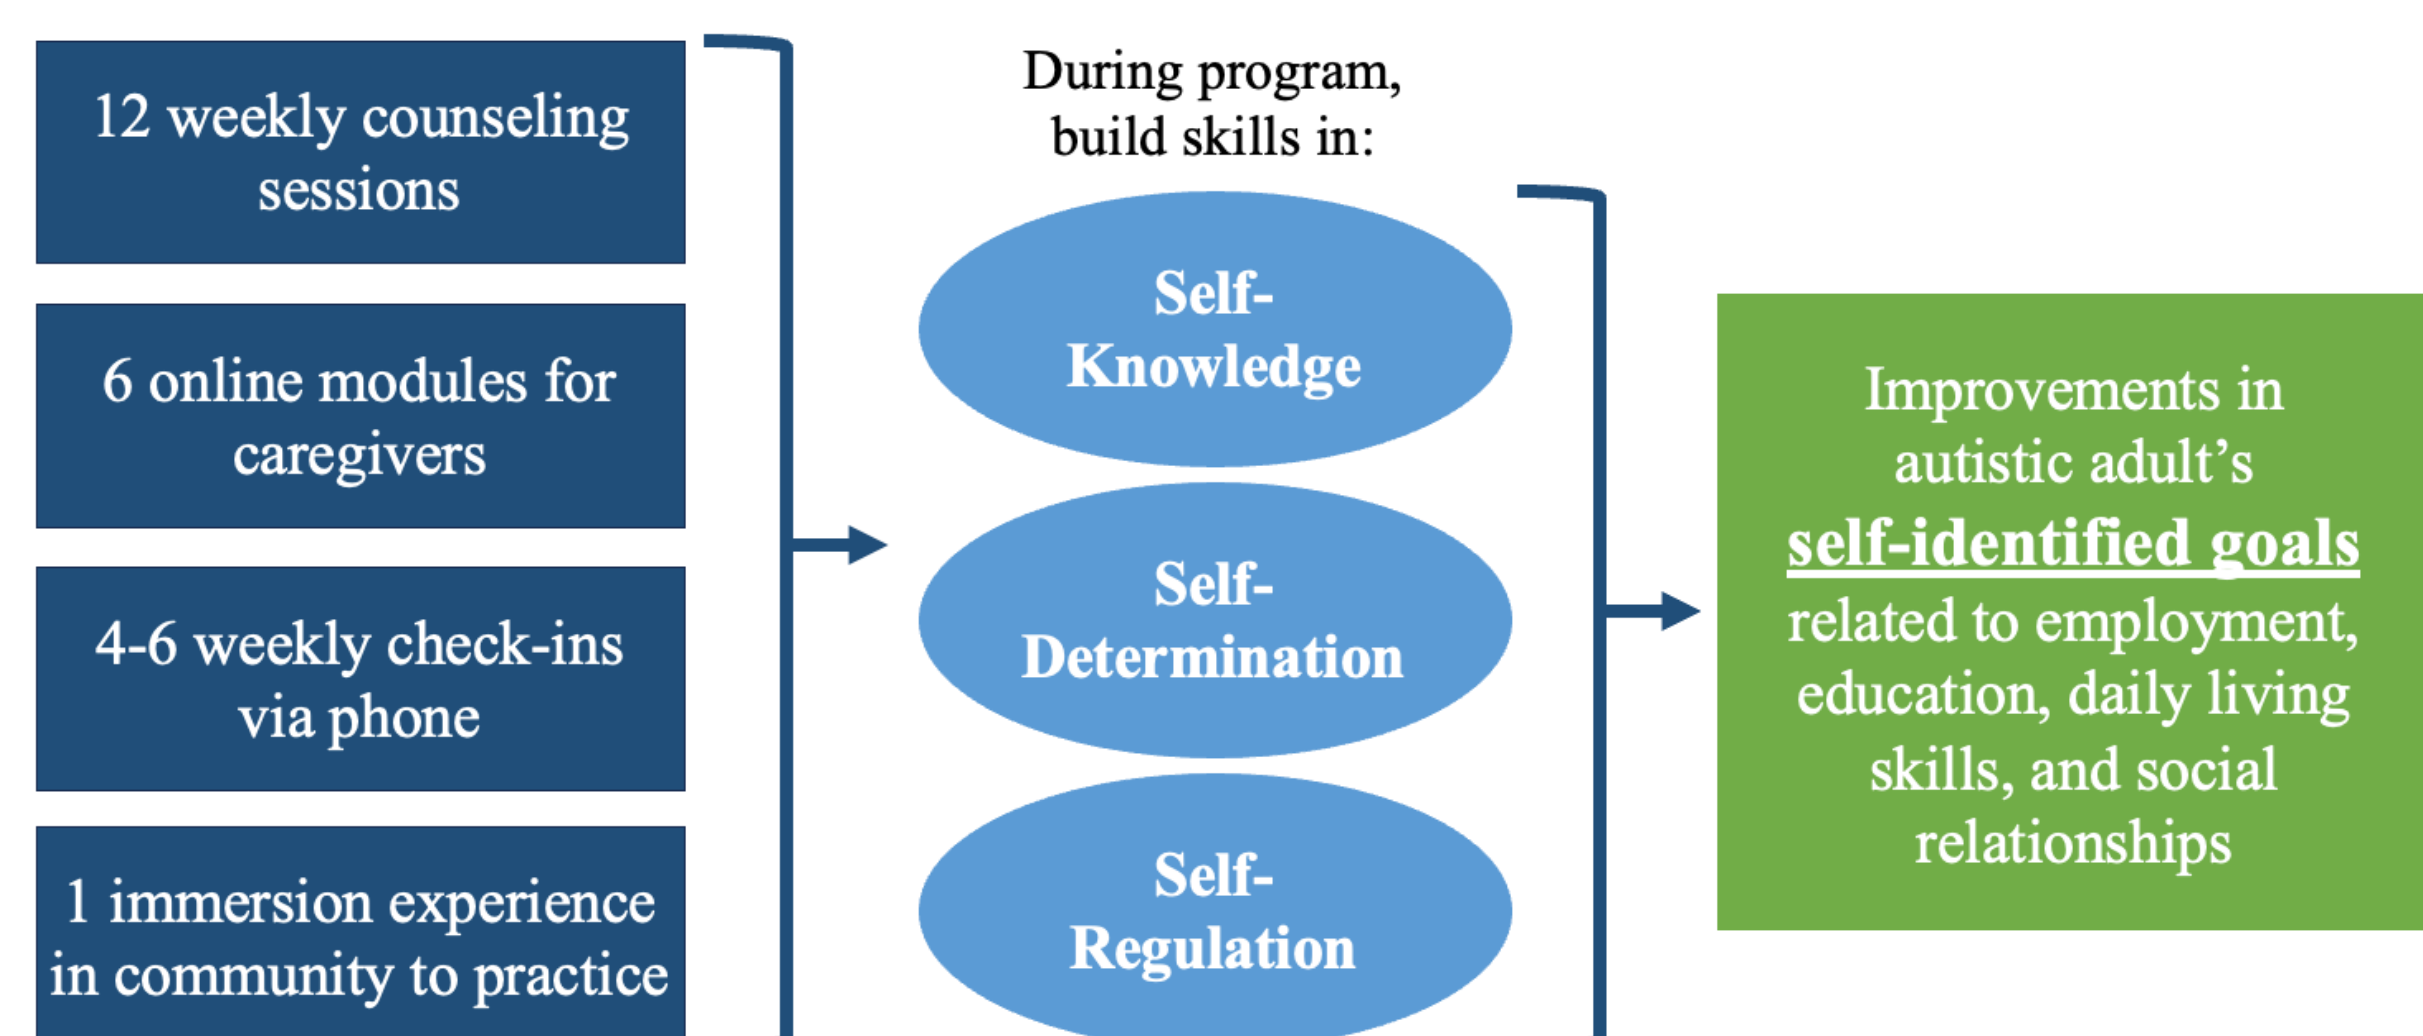 12 weekly counseling
sessions
6 online modules for
caregivers
4-6 weekly check-ins
via phone
1 immersion experience
in community to practice
During program,
build skills in:
Self-
Knowledge
Self-
Determination
Self-
Regulation
Improvements in
autistic adult’s
self-identified goals
related to employment,
education, daily living
skills, and social
relationships